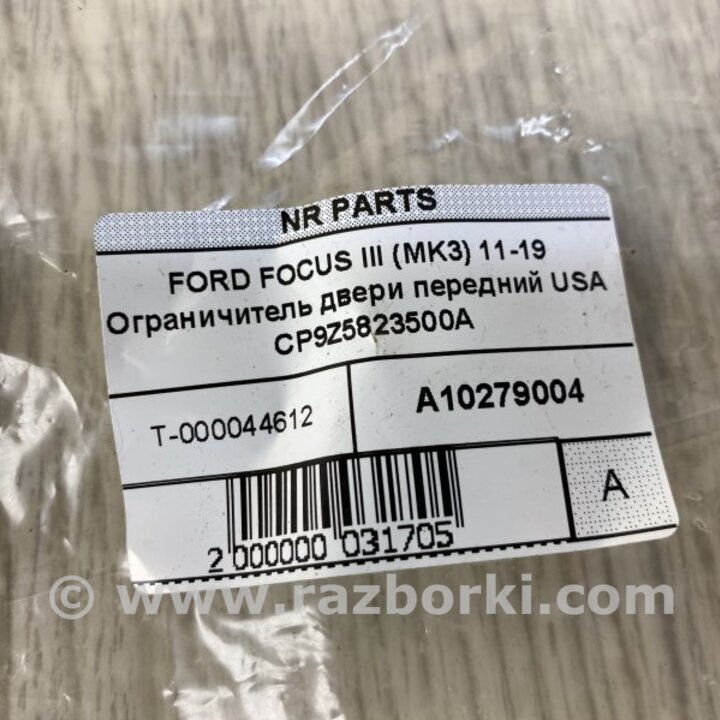 NR PARTS
FORD FOCUS III (MK3) 11-19
Ограничитель двери передний USA
CP9Z5823500A
T-000044612
A10279004
A
2 000000 031705
© www.razborki.com